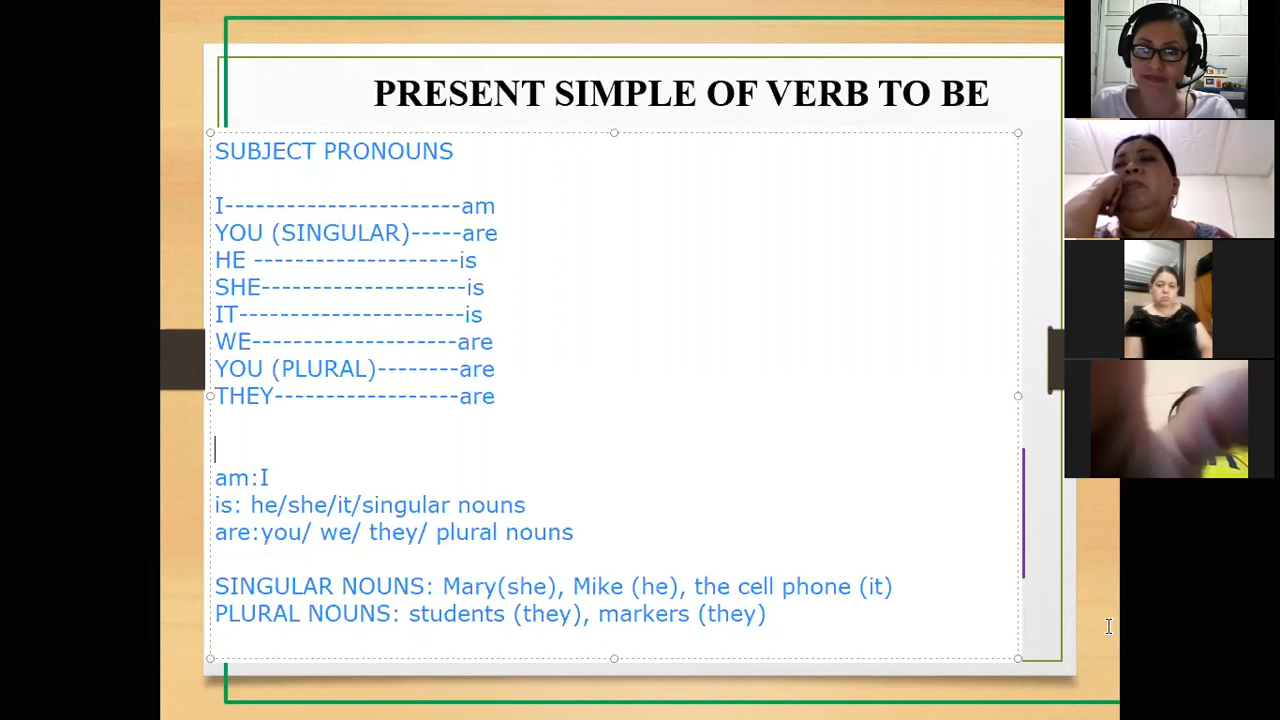 PRESENT SIMPLE OF VERB TO BE
SUBJECT PRONOUNS
I-----------------------am
YOU (SINGULAR)-----are
HE --------------------is
SHE--------------------is
IT----------------------is
WE--------------------are
YOU (PLURAL)--------are
THEY------------------are
am:I
is: he/she/it/singular nouns
are:you/ we/ they/ plural nouns
SINGULAR NOUNS: Mary(she), Mike (he), the cell phone (it)
PLURAL NOUNS: students (they), markers (they)